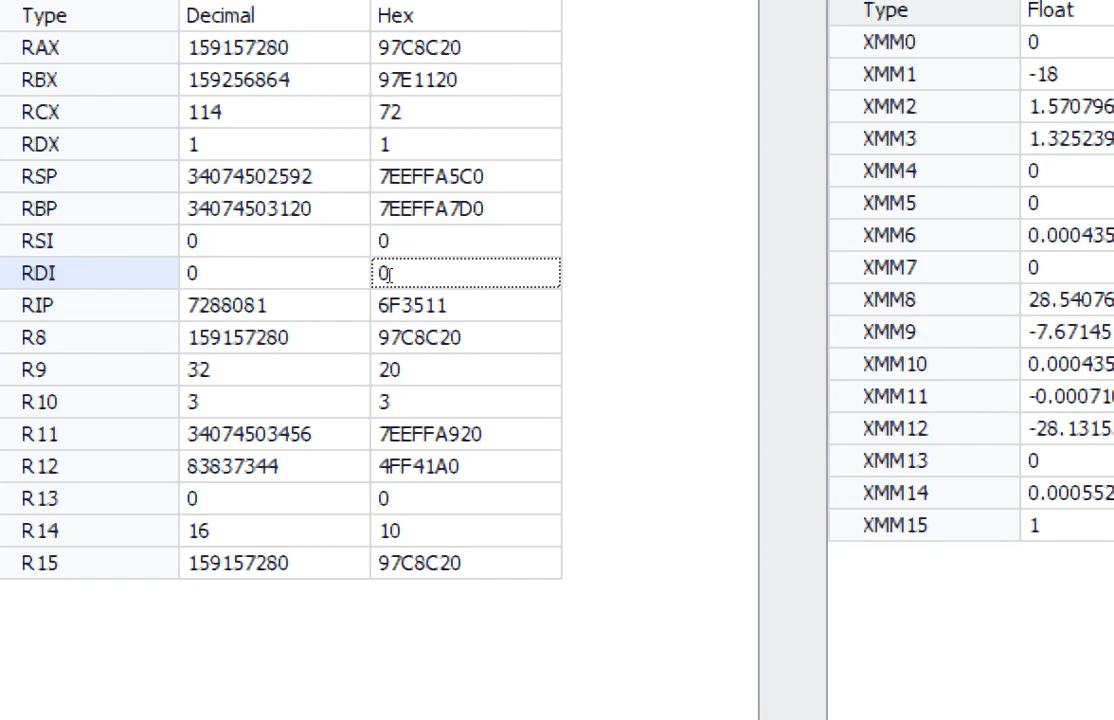 Type Decimal Hex
RAX 159157280 97C8C20
RBX 159256864 97E1120
RCX 114 72
RDX 1 1
RSP 34074502592 7EEFFA5C0
RBP 34074503120 7EEFFA7D0
RSI 0 0
RDI 0 0
RIP 7288081 6F3511
R8 159157280 97C8C20
R9 32 20
R10 3 3
R11 34074503456 7EEFFA920
R12 83837344 4FF41A0
R13 0 0
R14 16 10
R15 159157280 97C8C20
Type Float
XMM0 0
XMM1 -18
XMM2 1.570796
XMM3 1.325239
XMM4 0
XMM5 0
XMM6 0.000435
XMM7 0
XMM8 28.54076
XMM9 -7.67145
XMM10 0.000435
XMM11 -0.000710
XMM12 -28.1315
XMM13 0
XMM14 0.000552
XMM15 1